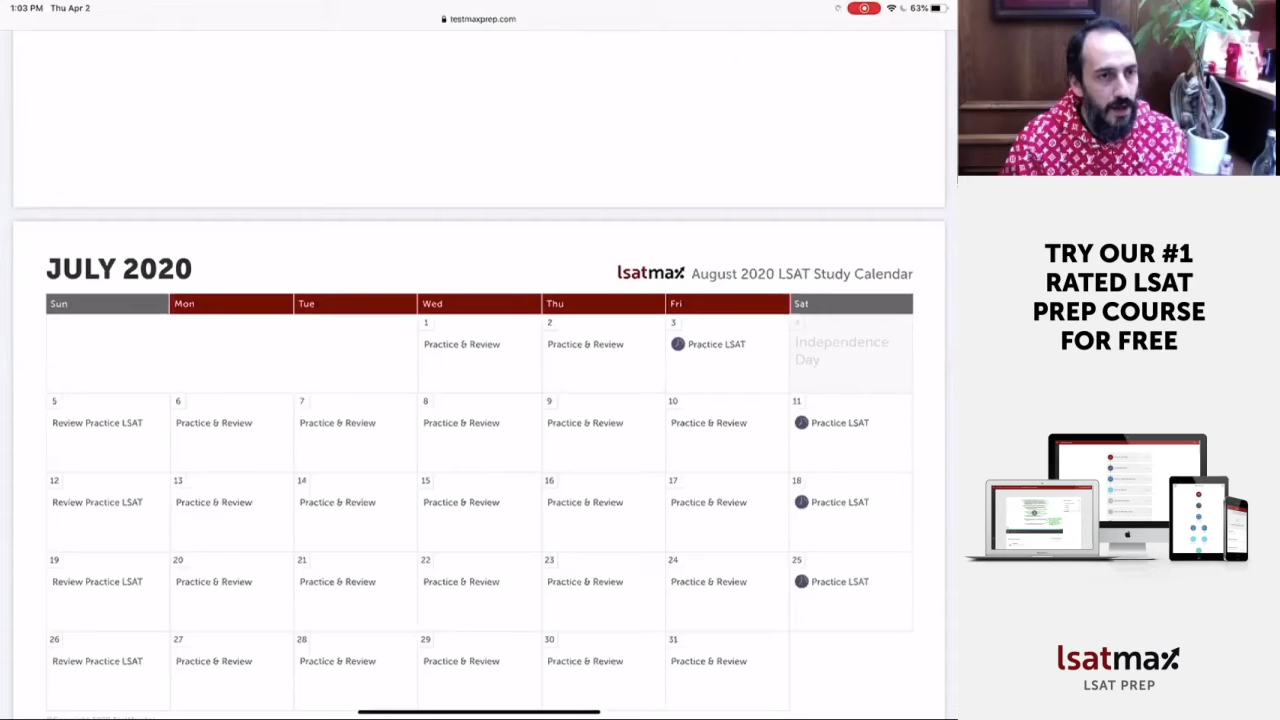 1:03 PM Thu Apr 2
63%
testmaxprep.com
JULY 2020
lsatmax August 2020 LSAT Study Calendar
Sun Mon Tue Wed Thu Fri Sat
1 2 3 4
Practice & Review Practice & Review Practice LSAT Independence
Day
5 6 7 8 9 10 11
Review Practice LSAT Practice & Review Practice & Review Practice & Review Practice & Review Practice & Review Practice LSAT
12 13 14 15 16 17 18
Review Practice LSAT Practice & Review Practice & Review Practice & Review Practice & Review Practice & Review Practice LSAT
19 20 21 22 23 24 25
Review Practice LSAT Practice & Review Practice & Review Practice & Review Practice & Review Practice & Review Practice LSAT
26 27 28 29 30 31
Review Practice LSAT Practice & Review Practice & Review Practice & Review Practice & Review Practice & Review
TRY OUR #1
RATED LSAT
PREP COURSE
FOR FREE
lsatmax
LSAT PREP